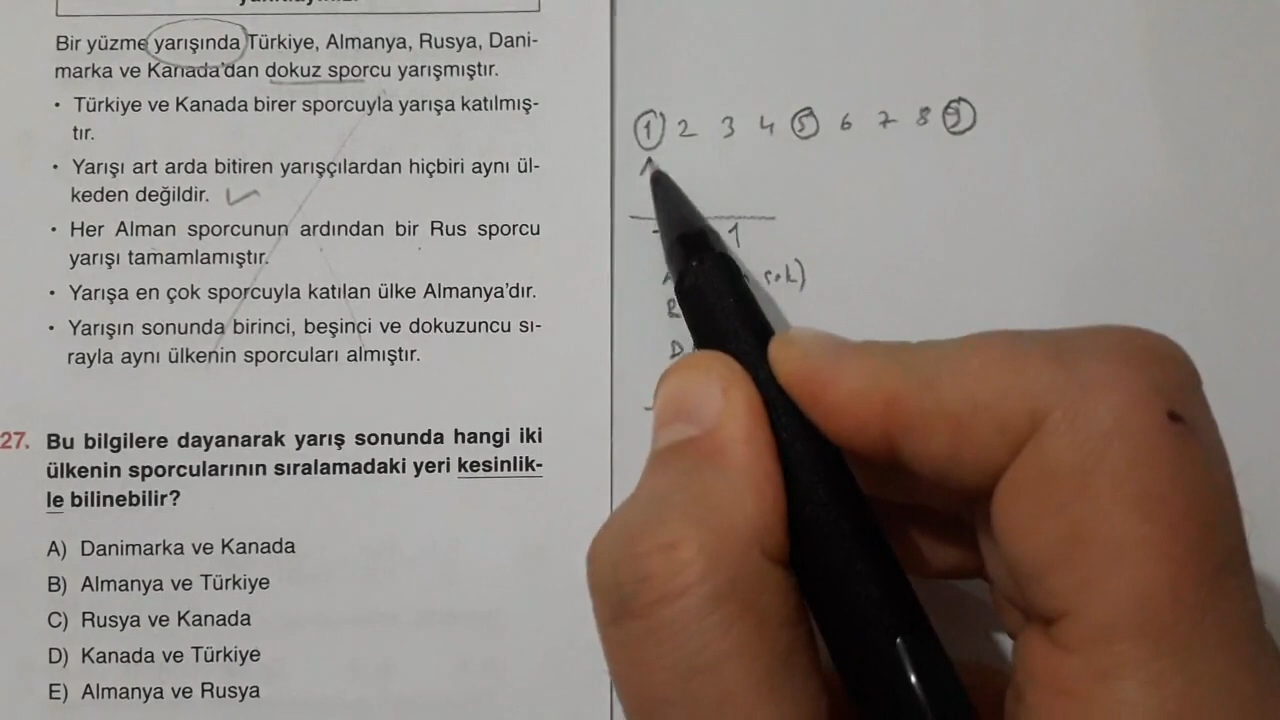 Bir yüzme yarışında Türkiye, Almanya, Rusya, Dani-
marka ve Kanada'dan dokuz sporcu yarışmıştır.
• Türkiye ve Kanada birer sporcuyla yarışa katılmış-
tır.
• Yarışı art arda bitiren yarışçılardan hiçbiri aynı ül-
keden değildir.
• Her Alman sporcunun ardından bir Rus sporcu
yarışı tamamlamıştır.
• Yarışa en çok sporcuyla katılan ülke Almanya'dır.
• Yarışın sonunda birinci, beşinci ve dokuzuncu sı-
rayla aynı ülkenin sporcuları almıştır.
27. Bu bilgilere dayanarak yarış sonunda hangi iki
ülkenin sporcularının sıralamadaki yeri kesinlik-
le bilinebilir?
A) Danimarka ve Kanada
B) Almanya ve Türkiye
C) Rusya ve Kanada
D) Kanada ve Türkiye
E) Almanya ve Rusya
1 2 3 4 5 6 7 8 9
1
R
D